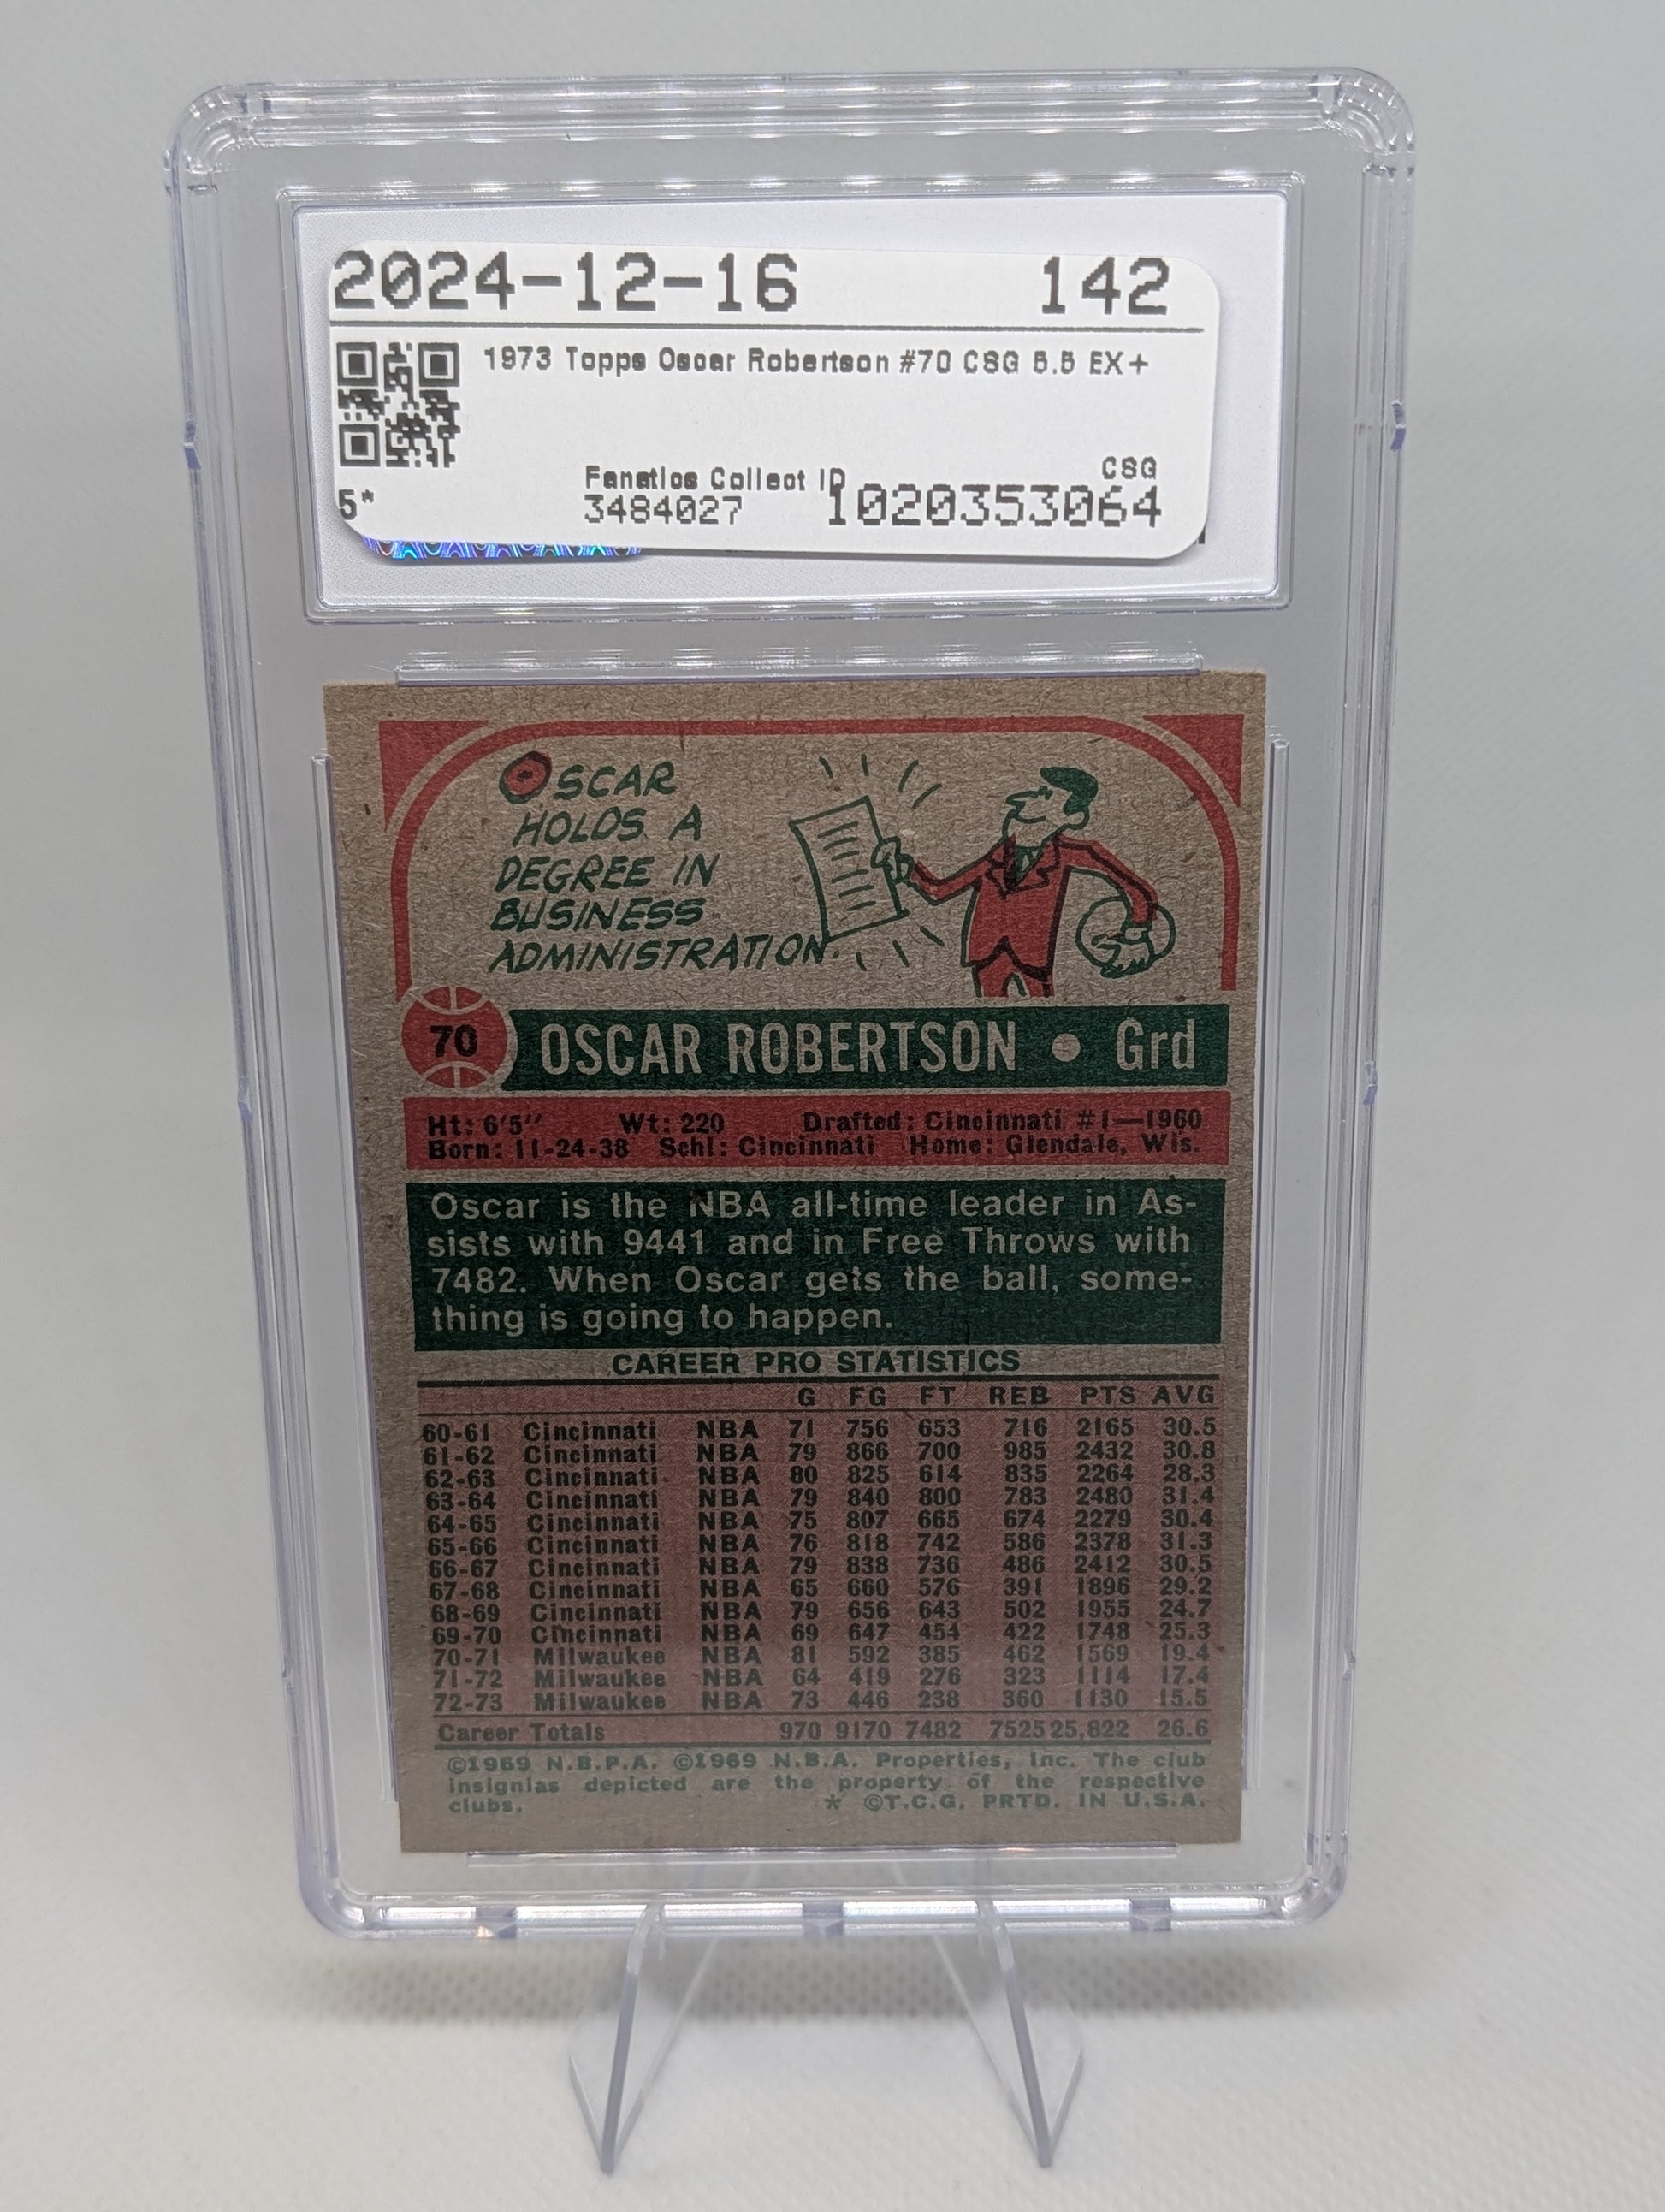 2024-12-16 142
1973 Topps Oscar Robertson #70 CSG 5.5 EX+
CSG
Fanatics Collect ID
5* 3484027 1020353064
OSCAR
HOLDS A
DEGREE IN
BUSINESS
ADMINISTRATION.
70 OSCAR ROBERTSON • Grd
Ht: 6'5" Wt: 220 Drafted: Cincinnati #1—1960
Born: 11-24-38 Schl: Cincinnati Home: Glendale, Wis.
Oscar is the NBA all-time leader in As-
sists with 9441 and in Free Throws with
7482. When Oscar gets the ball, some-
thing is going to happen.
CAREER PRO STATISTICS
G FG FT REB PTS AVG
60-61 Cincinnati NBA 71 756 653 716 2165 30.5
61-62 Cincinnati NBA 79 866 700 985 2432 30.8
62-63 Cincinnati NBA 80 825 614 835 2264 28.3
63-64 Cincinnati NBA 79 840 800 783 2480 31.4
64-65 Cincinnati NBA 75 807 665 674 2279 30.4
65-66 Cincinnati NBA 76 818 742 586 2378 31.3
66-67 Cincinnati NBA 79 838 736 486 2412 30.5
67-68 Cincinnati NBA 65 660 576 391 1896 29.2
68-69 Cincinnati NBA 79 656 643 502 1955 24.7
69-70 Cincinnati NBA 69 647 454 422 1748 25.3
70-71 Milwaukee NBA 81 592 385 462 1569 19.4
71-72 Milwaukee NBA 64 419 276 323 1114 17.4
72-73 Milwaukee NBA 73 446 238 360 1130 15.5
Career Totals 970 9170 7482 7525 25,822 26.6
©1969 N.B.P.A. ©1969 N.B.A. Properties, Inc. The club
insignias depicted are the property of the respective
clubs. * ©T.C.G. PRTD. IN U.S.A.